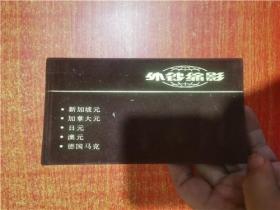 外钞缩影
• 新加坡元
• 加拿大元
• 日元
• 澳元
• 德国马克